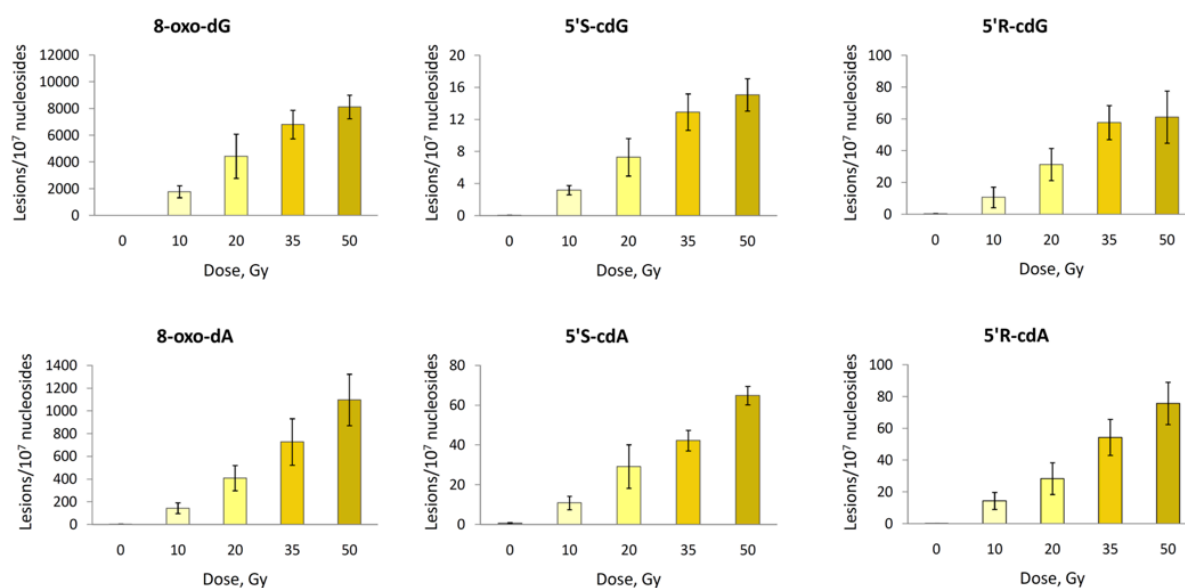 8-oxo-dG
Lesions/10⁷ nucleosides
12000
10000
8000
6000
4000
2000
0
0 10 20 35 50
Dose, Gy
5'S-cdG
Lesions/10⁷ nucleosides
20
16
12
8
4
0
0 10 20 35 50
Dose, Gy
5'R-cdG
Lesions/10⁷ nucleosides
100
80
60
40
20
0
0 10 20 35 50
Dose, Gy
8-oxo-dA
Lesions/10⁷ nucleosides
1400
1200
1000
800
600
400
200
0
0 10 20 35 50
Dose, Gy
5'S-cdA
Lesions/10⁷ nucleosides
80
60
40
20
0
0 10 20 35 50
Dose, Gy
5'R-cdA
Lesions/10⁷ nucleosides
100
80
60
40
20
0
0 10 20 35 50
Dose, Gy